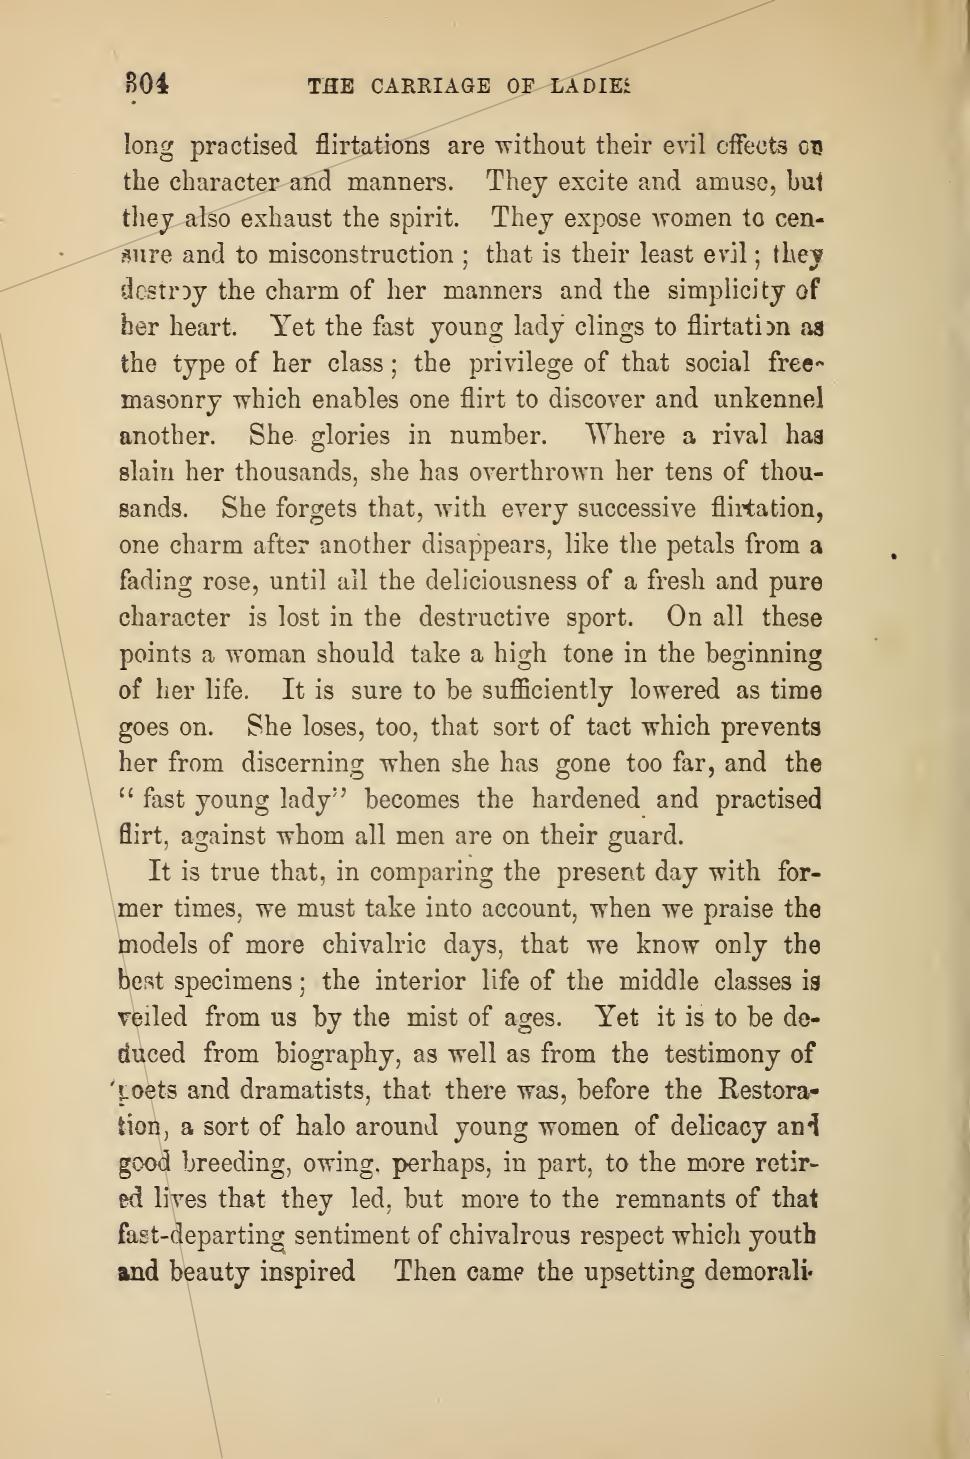 304 THE CARRIAGE OF LADIES
long practised flirtations are without their evil effects on
the character and manners. They excite and amuse, but
they also exhaust the spirit. They expose women to cen-
sure and to misconstruction ; that is their least evil ; they
destroy the charm of her manners and the simplicity of
her heart. Yet the fast young lady clings to flirtation as
the type of her class ; the privilege of that social free-
masonry which enables one flirt to discover and unkennel
another. She glories in number. Where a rival has
slain her thousands, she has overthrown her tens of thou-
sands. She forgets that, with every successive flirtation,
one charm after another disappears, like the petals from a
fading rose, until all the deliciousness of a fresh and pure
character is lost in the destructive sport. On all these
points a woman should take a high tone in the beginning
of her life. It is sure to be sufficiently lowered as time
goes on. She loses, too, that sort of tact which prevents
her from discerning when she has gone too far, and the
“ fast young lady” becomes the hardened and practised
flirt, against whom all men are on their guard.
It is true that, in comparing the present day with for-
mer times, we must take into account, when we praise the
models of more chivalric days, that we know only the
best specimens ; the interior life of the middle classes is
veiled from us by the mist of ages. Yet it is to be de-
duced from biography, as well as from the testimony of
poets and dramatists, that there was, before the Restora-
tion, a sort of halo around young women of delicacy and
good breeding, owing, perhaps, in part, to the more retir-
ed lives that they led, but more to the remnants of that
fast-departing sentiment of chivalrous respect which youth
and beauty inspired Then came the upsetting demorali-